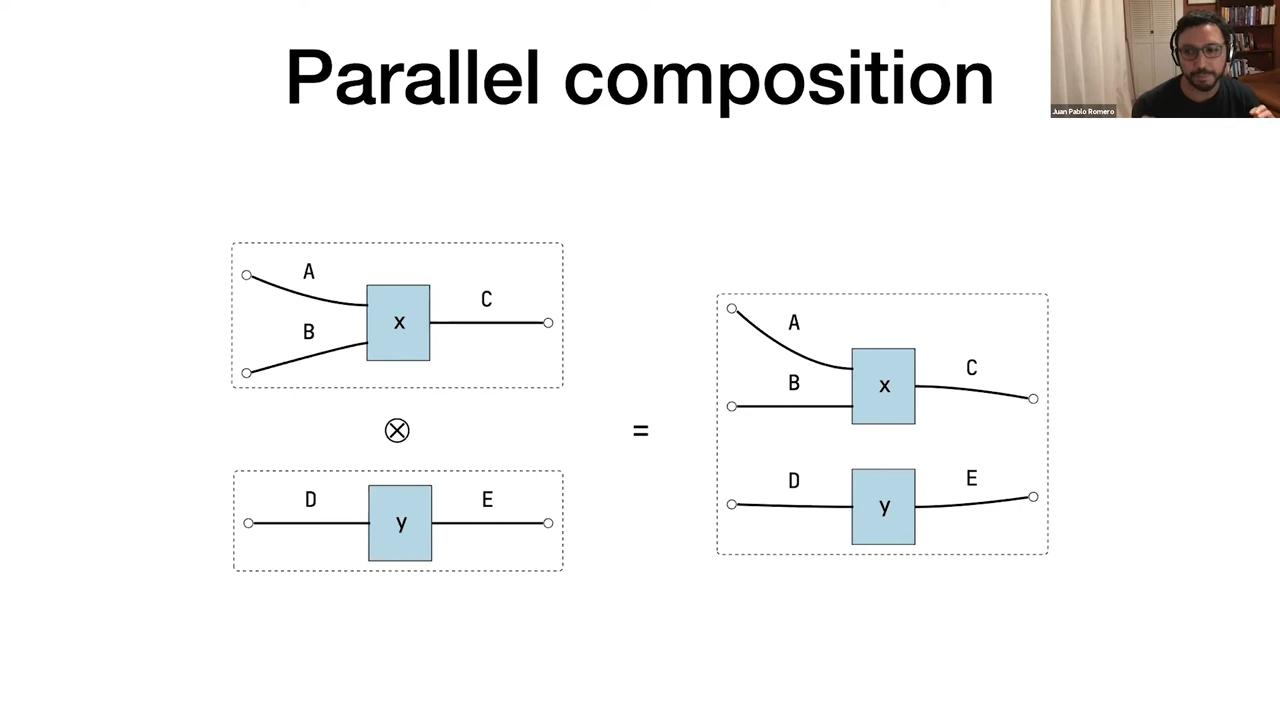 Parallel composition
Juan Pablo Romero
A
B
x
C
⊗
D
y
E
=
A
B
x
C
D
y
E